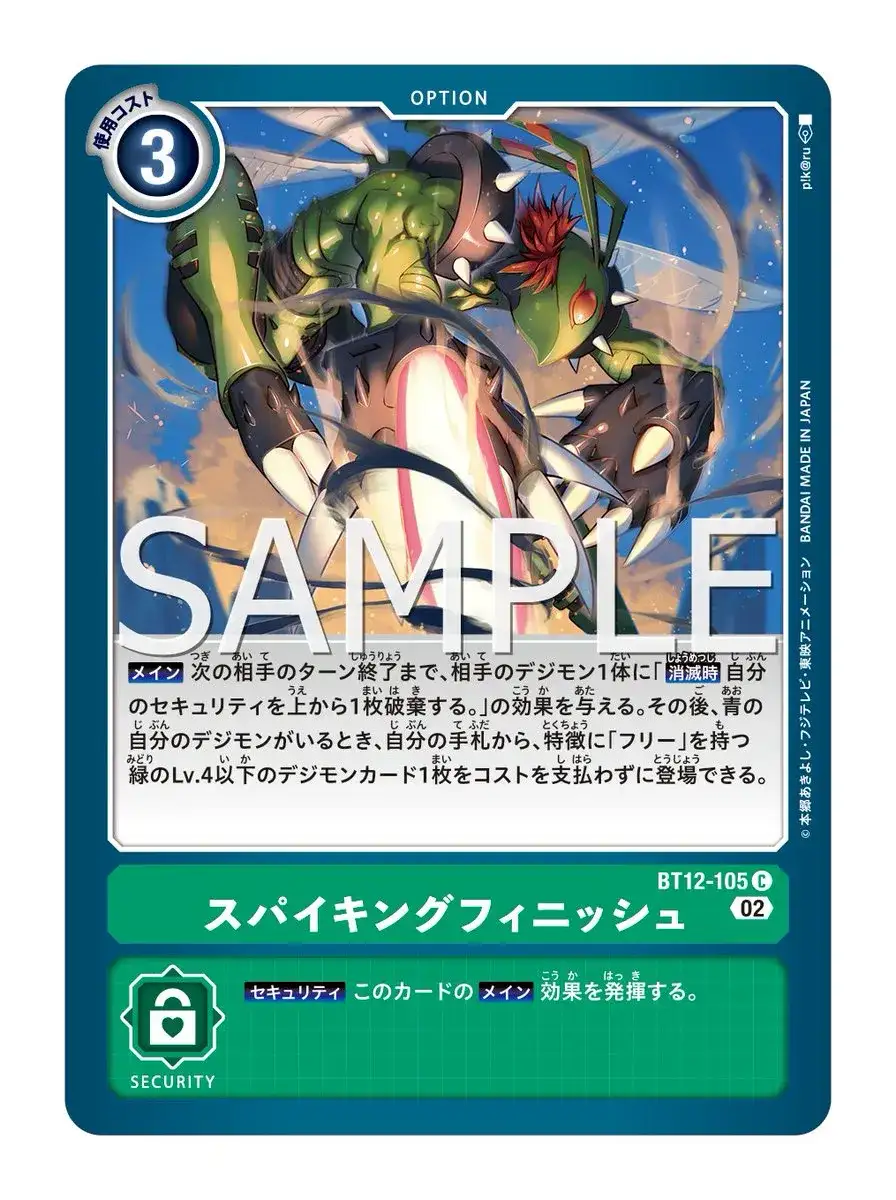 OPTION
使用コスト
3
p!k@ru
SAMPLE
メイン 次の相手のターン終了まで、相手のデジモン1体に「消滅時 自分
のセキュリティを上から1枚破棄する。」の効果を与える。その後、青の
自分のデジモンがいるとき、自分の手札から、特徴に「フリー」を持つ
緑のLv.4以下のデジモンカード1枚をコストを支払わずに登場できる。
© 本郷あきよし・フジテレビ・東映アニメーション BANDAI MADE IN JAPAN
BT12-105 C
スパイキングフィニッシュ
02
セキュリティ このカードの メイン 効果を発揮する。
SECURITY